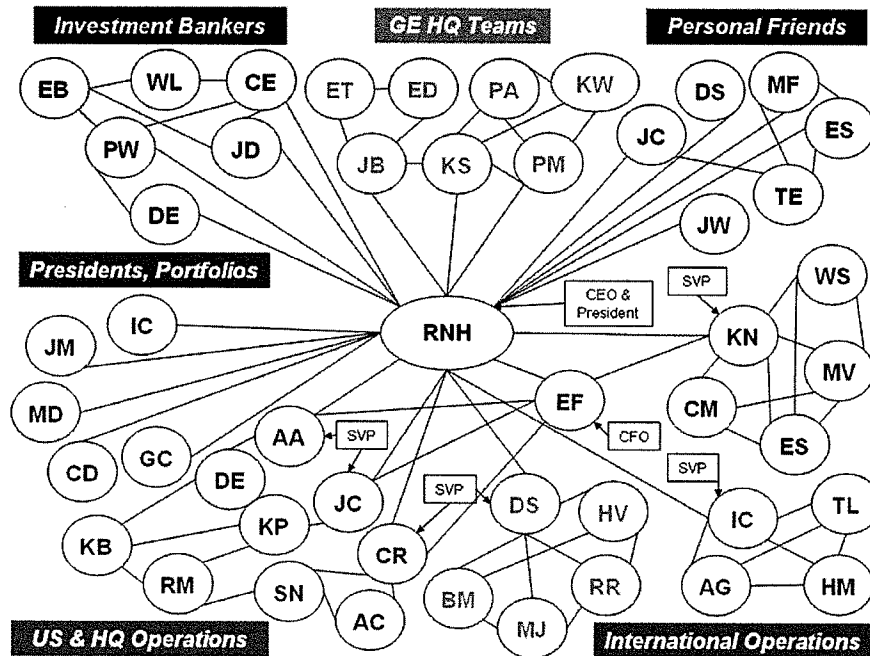 Investment Bankers
GE HQ Teams
Personal Friends
EB
WL
CE
ET
ED
PA
KW
DS
MF
PW
JD
JB
KS
PM
JC
ES
DE
TE
JW
Presidents, Portfolios
CEO &
President
SVP
WS
IC
RNH
KN
JM
MV
MD
EF
CM
AA
SVP
CFO
CD
GC
ES
DE
SVP
SVP
JC
DS
HV
IC
TL
KB
KP
CR
RM
SN
BM
RR
AG
HM
AC
MJ
US & HQ Operations
International Operations